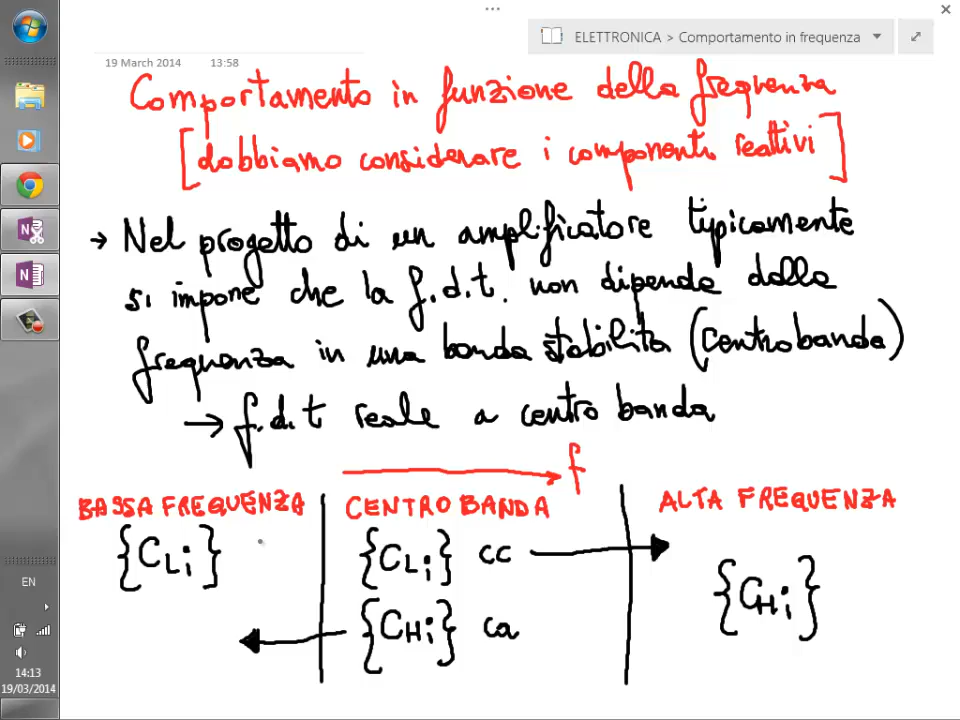 ELETTRONICA > Comportamento in frequenza
19 March 2014 13:58
Comportamento in funzione della frequenza
[dobbiamo considerare i componenti reattivi]
→ Nel progetto di un amplificatore tipicamente
si impone che la f.d.t. non dipenda dalla
frequenza in una banda stabilita (centrobanda)
→ f.d.t reale a centro banda
f
BASSA FREQUENZA CENTRO BANDA ALTA FREQUENZA
{CLi} {CLi} cc {CHi}
{CHi} ca
EN
14:13
19/03/2014